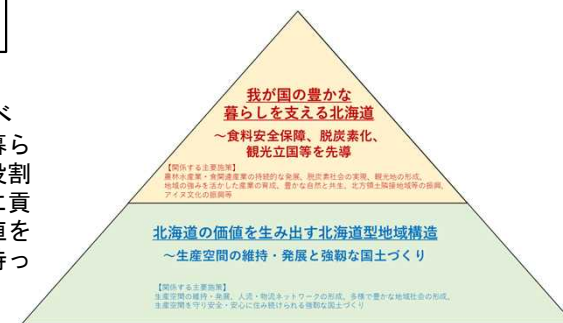 ベ
暮ら
役割
に貢
値を
持っ
我が国の豊かな
暮らしを支える北海道
～食料安全保障、脱炭素化、
観光立国等を先導
【関係する主要施策】
農林水産業・食関連産業の持続的な発展、脱炭素社会の実現、観光地の形成、
地域の強みを活かした産業の育成、豊かな自然と共生、北方領土隣接地域等の振興、
アイヌ文化の振興等
北海道の価値を生み出す北海道型地域構造
～生産空間の維持・発展と強靱な国土づくり
【関係する主要施策】
生産空間の維持・発展、人流・物流ネットワークの形成、多様で豊かな地域社会の形成、
生産空間を守り安全・安心に住み続けられる強靱な国土づくり